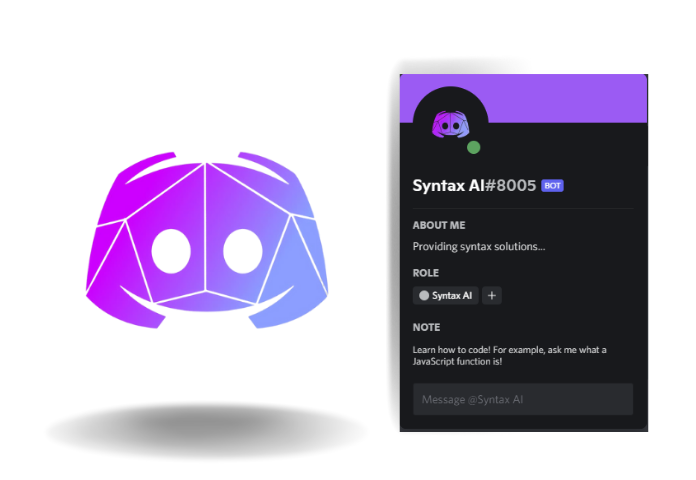 Syntax AI#8005 BOT
ABOUT ME
Providing syntax solutions...
ROLE
Syntax AI +
NOTE
Learn how to code! For example, ask me what a
JavaScript function is!
Message @Syntax AI